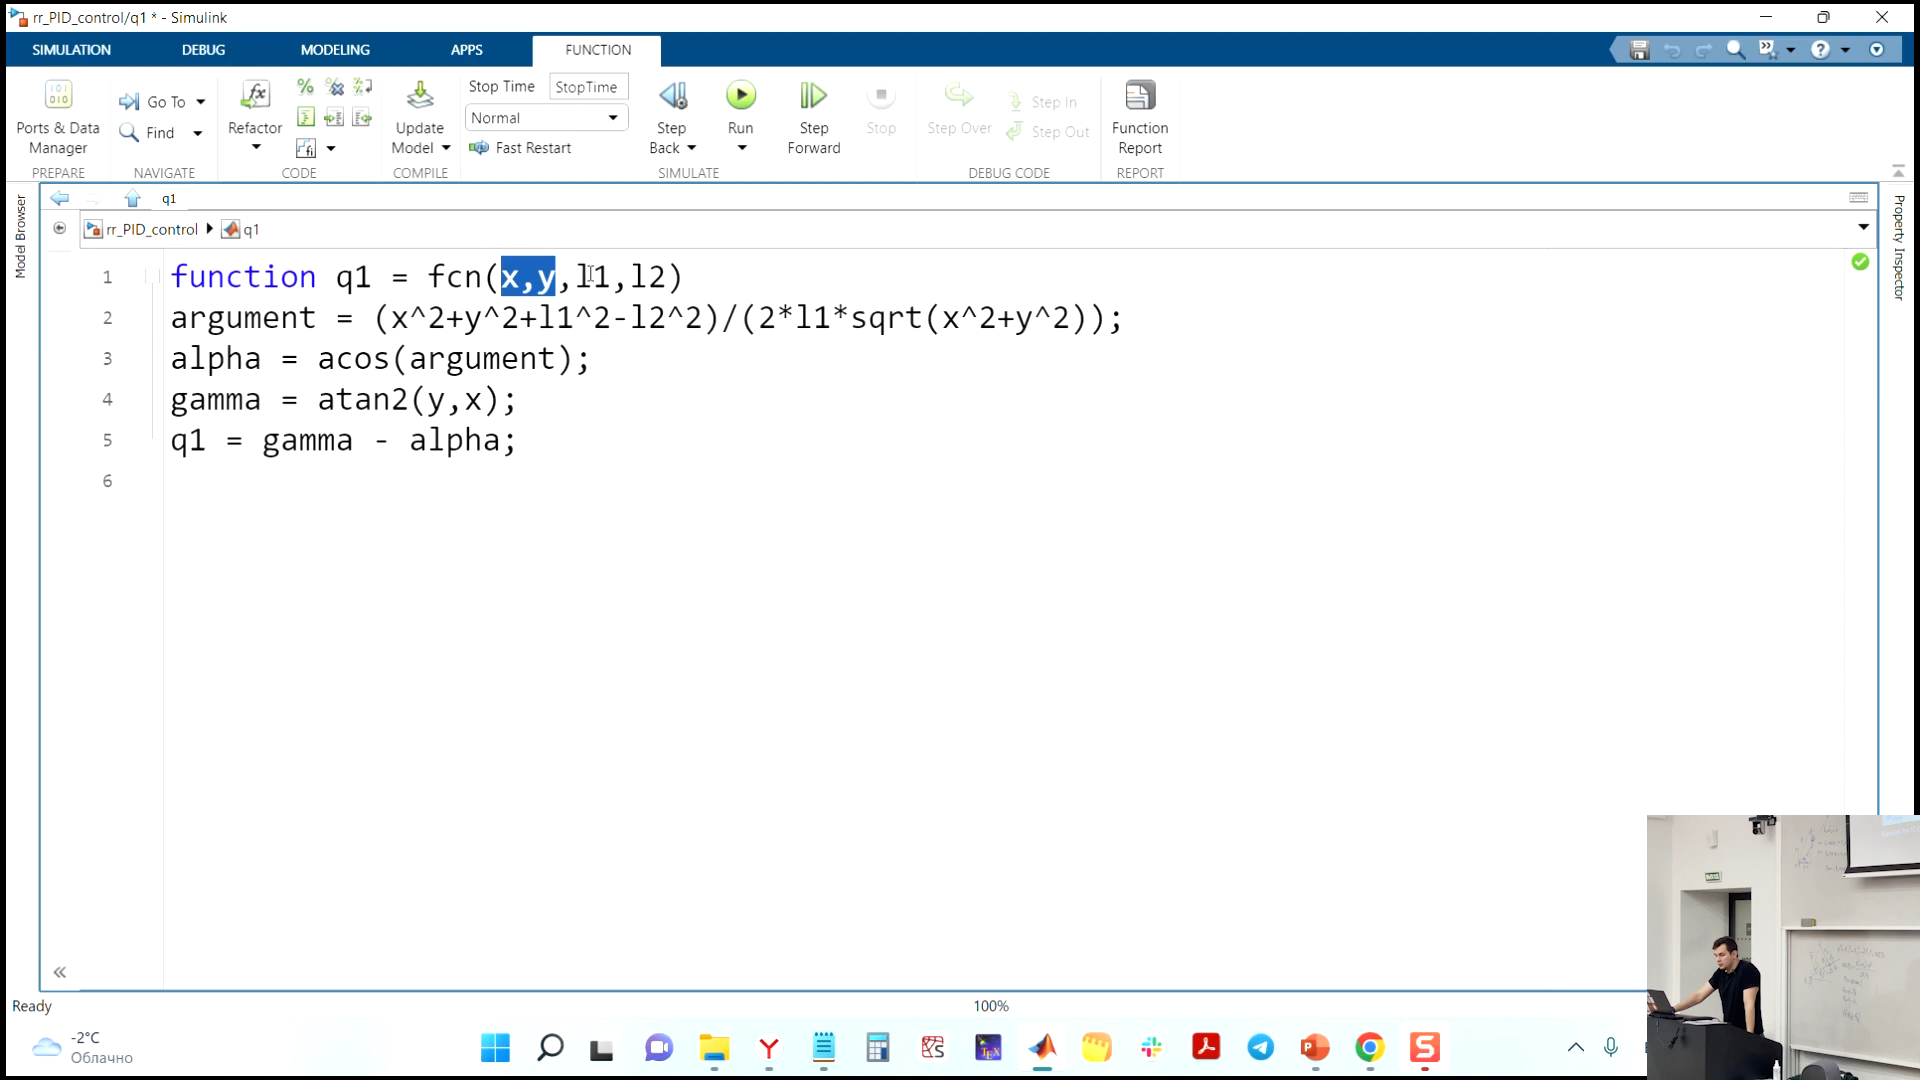 rr_PID_control/q1 * - Simulink
SIMULATION DEBUG MODELING APPS FUNCTION
Ports & Data Manager
PREPARE
Go To
Find
NAVIGATE
Refactor
CODE
Update Model
COMPILE
Stop Time StopTime
Normal
Fast Restart
Step Back
Run
Step Forward
Stop
SIMULATE
Step Over
Step In
Step Out
DEBUG CODE
Function Report
REPORT
Model Browser
Property Inspector
q1
rr_PID_control q1
1 function q1 = fcn(x,y,l1,l2)
2 argument = (x^2+y^2+l1^2-l2^2)/(2*l1*sqrt(x^2+y^2));
3 alpha = acos(argument);
4 gamma = atan2(y,x);
5 q1 = gamma - alpha;
6
Ready 100%
-2°C
Облачно